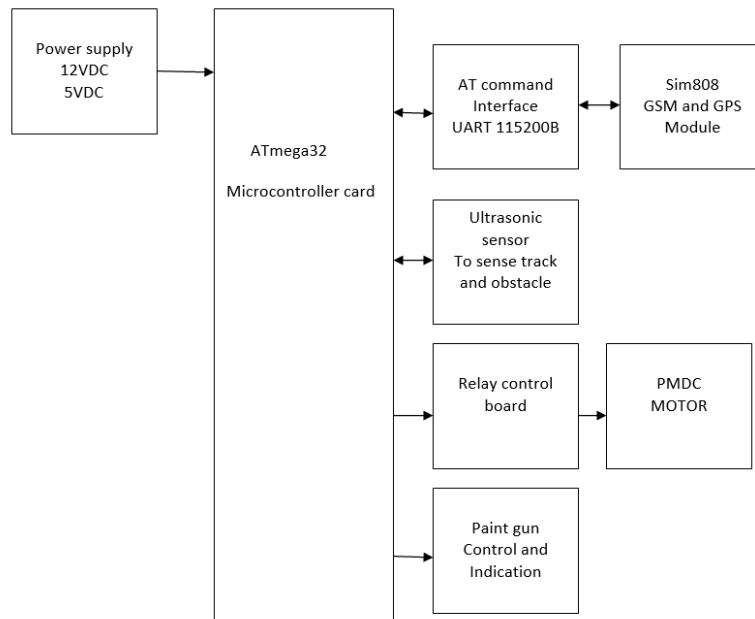 Power supply
12VDC
5VDC
ATmega32
Microcontroller card
AT command
Interface
UART 115200B
Sim808
GSM and GPS
Module
Ultrasonic
sensor
To sense track
and obstacle
Relay control
board
PMDC
MOTOR
Paint gun
Control and
Indication